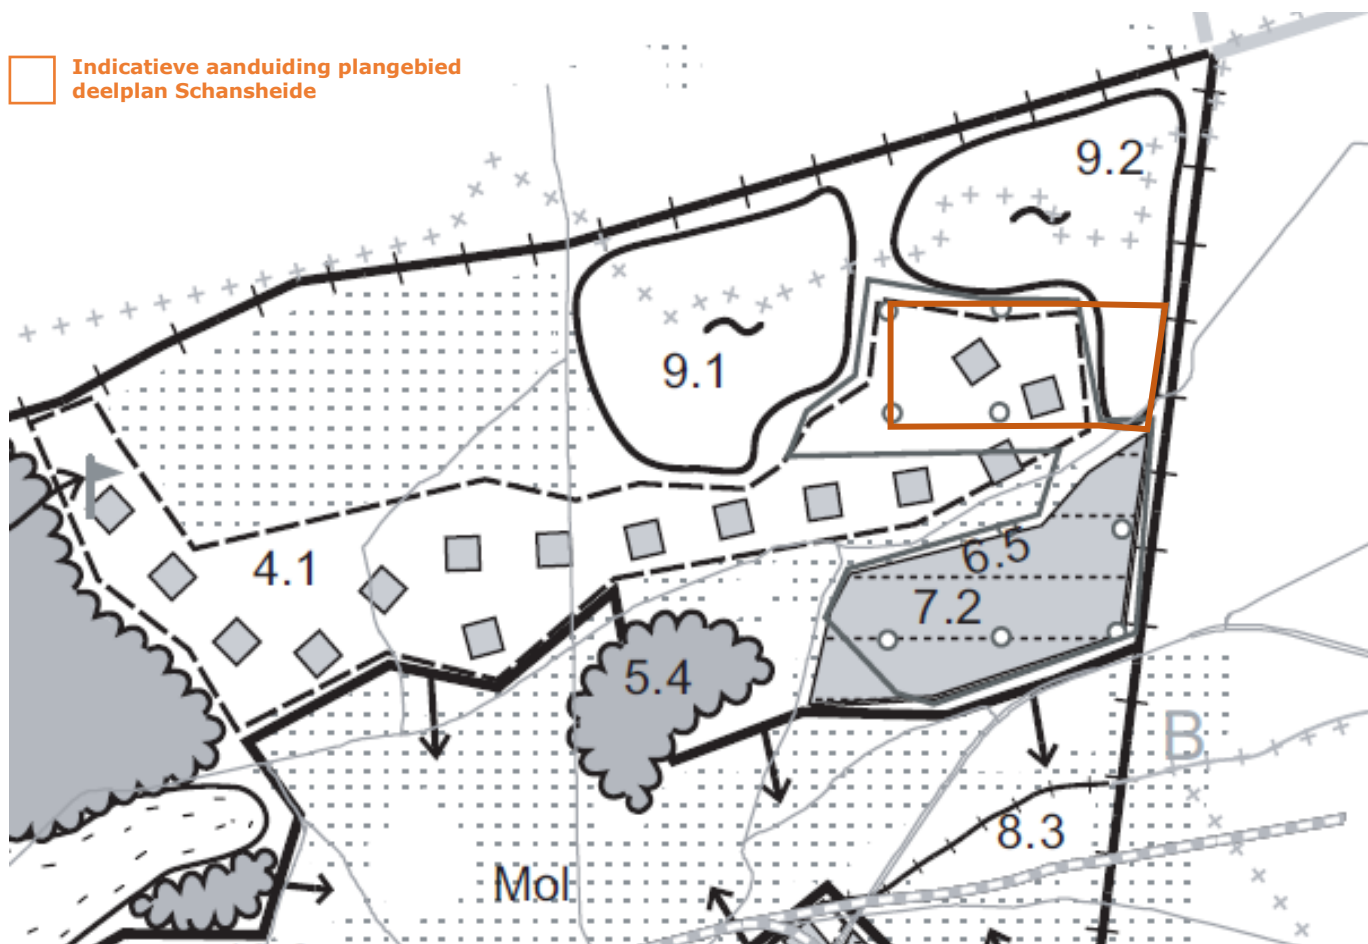 Indicatieve aanduiding plangebied
deelplan Schansheide
9.2
9.1
4.1
6.5
7.2
5.4
B
8.3
Mol